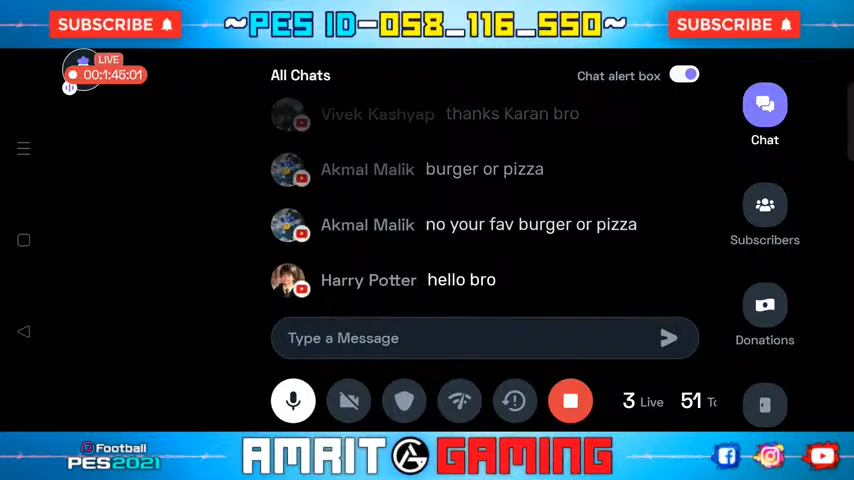 SUBSCRIBE
~PES ID-058_116_550~
SUBSCRIBE
LIVE
00:1:45:01
All Chats
Chat alert box
Vivek Kashyap thanks Karan bro
Chat
Akmal Malik burger or pizza
Akmal Malik no your fav burger or pizza
Subscribers
Harry Potter hello bro
Type a Message
Donations
3 Live 51
eFootball
PES2021
AMRIT GAMING